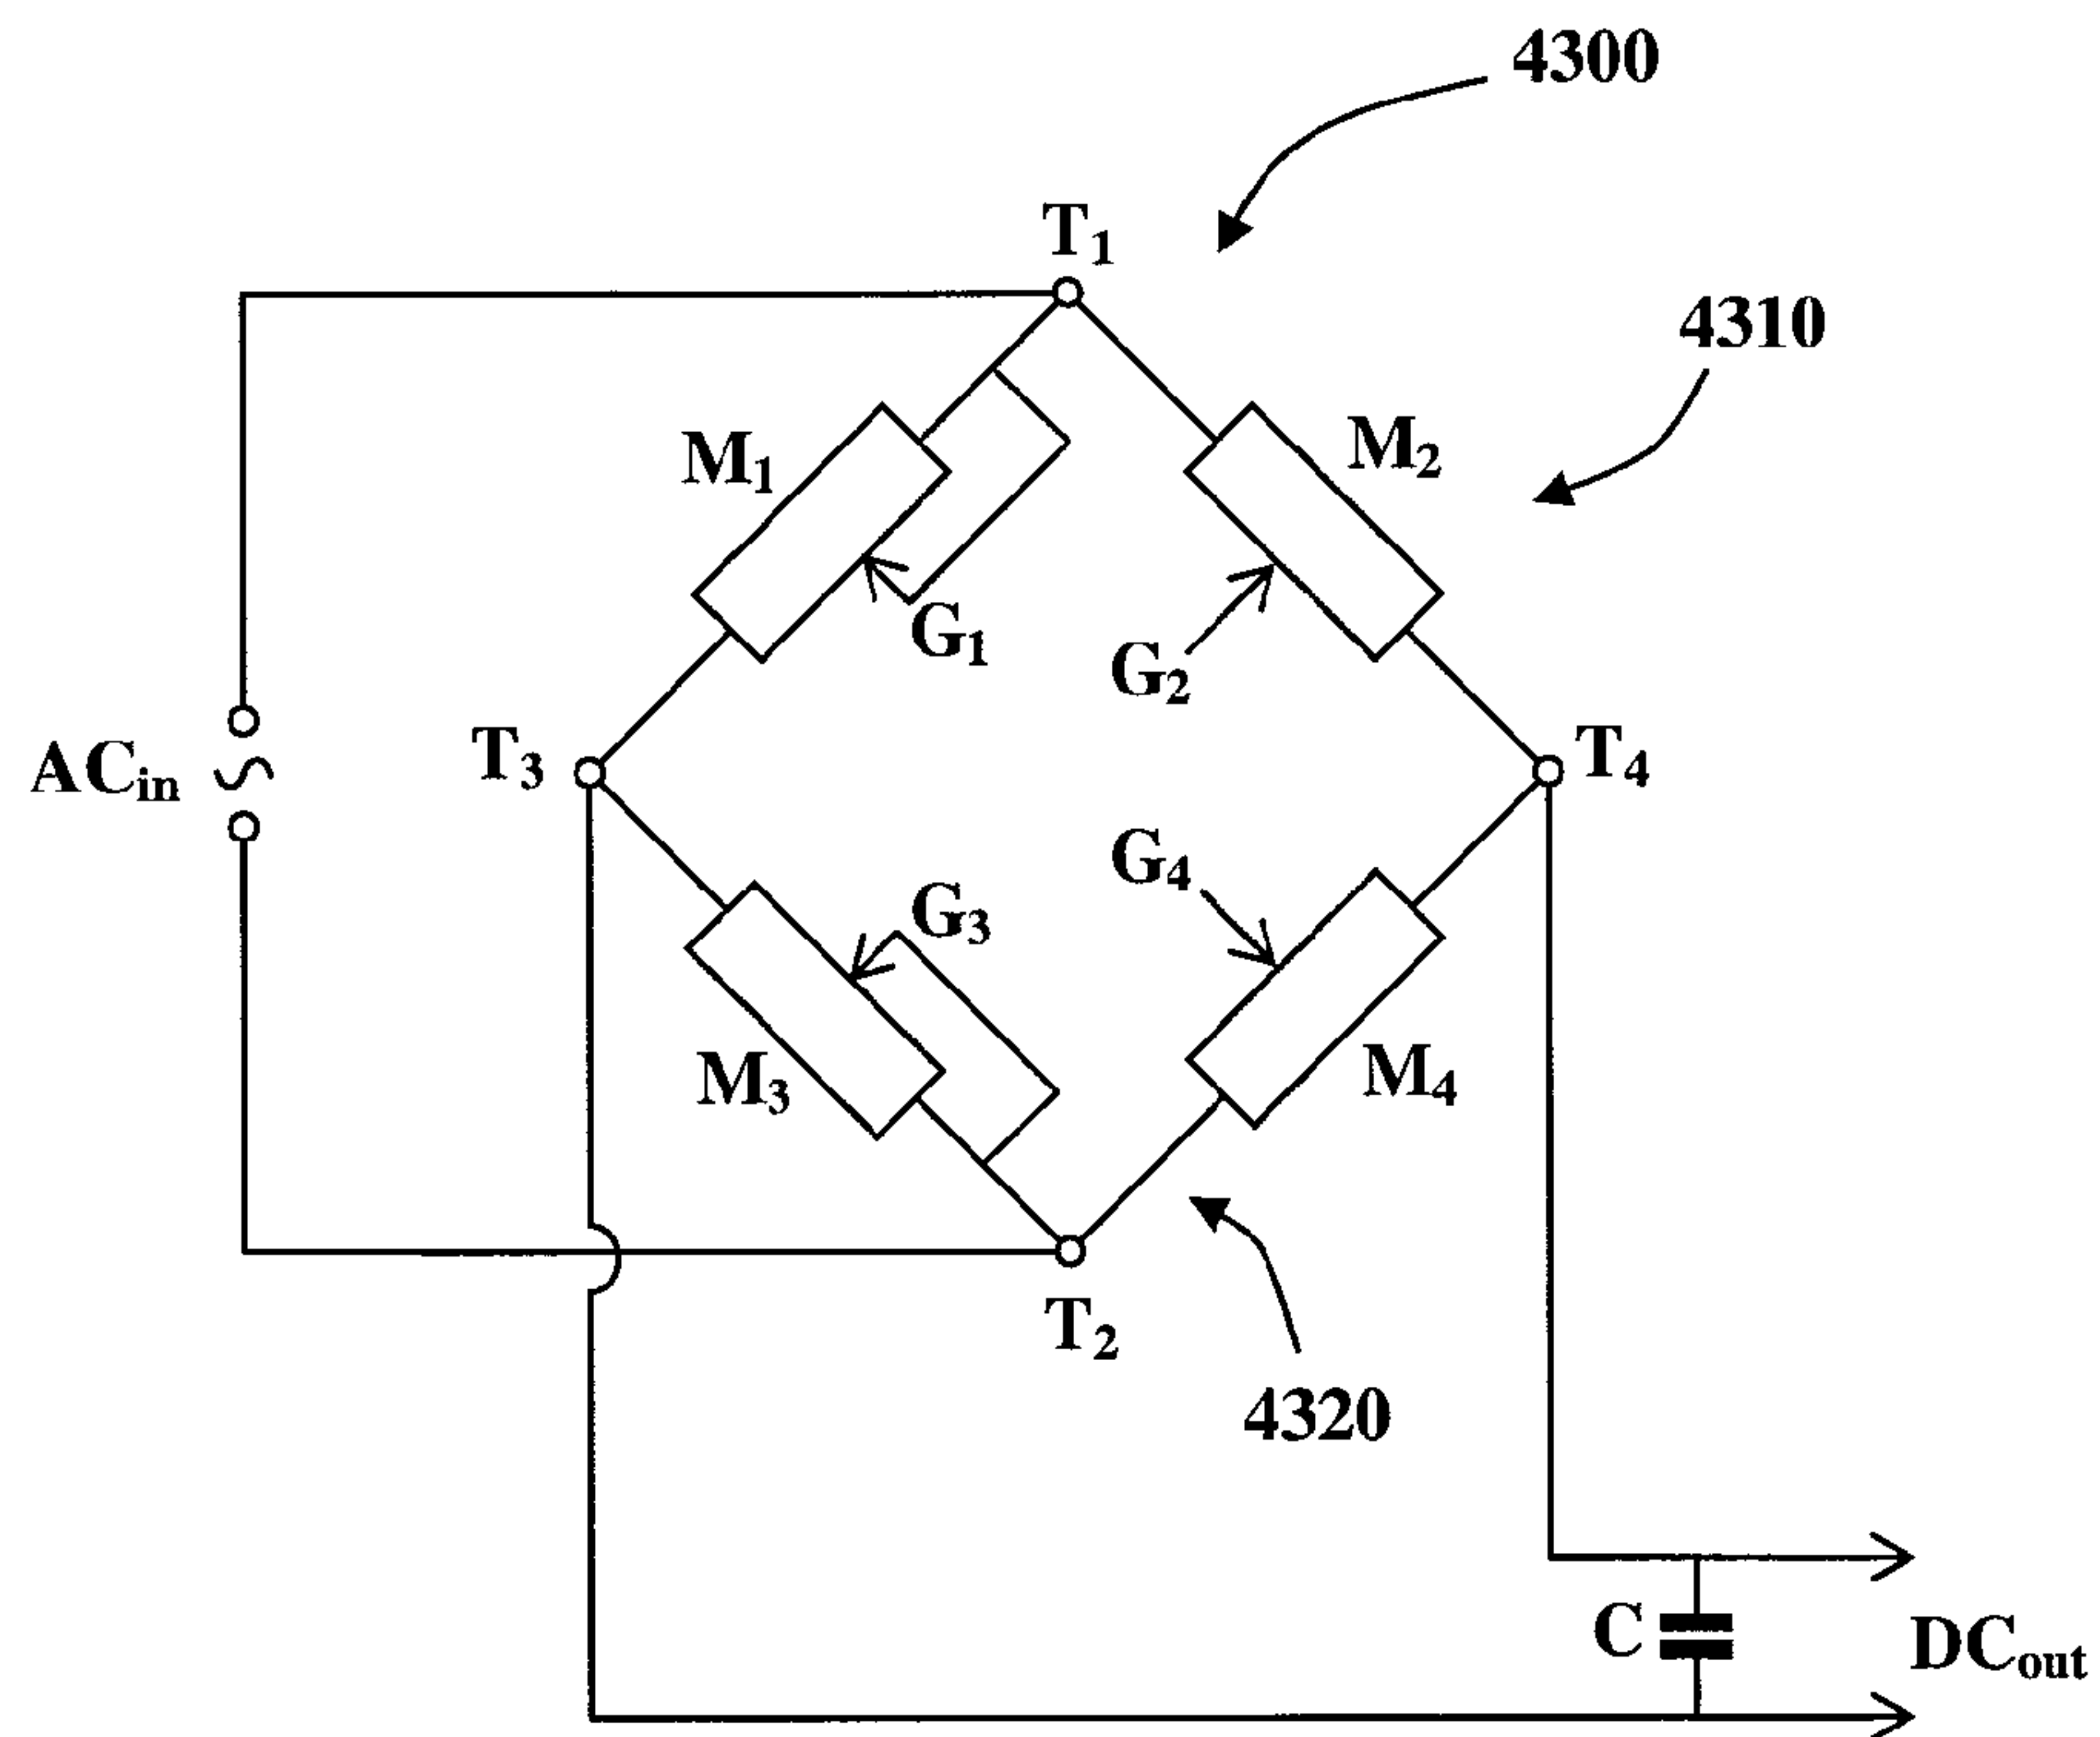 4300
T₁
4310
M₁
M₂
G₁
G₂
T₃
T₄
ACin
G₄
G₃
M₃
M₄
T₂
4320
C
DCout